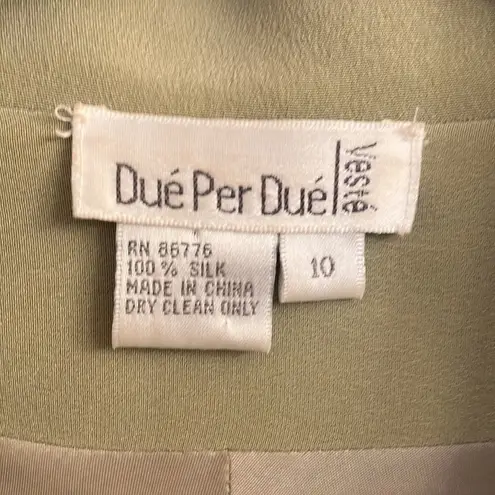 Dué Per Dué
Vesté
RN 86776
100% SILK
MADE IN CHINA
DRY CLEAN ONLY
10